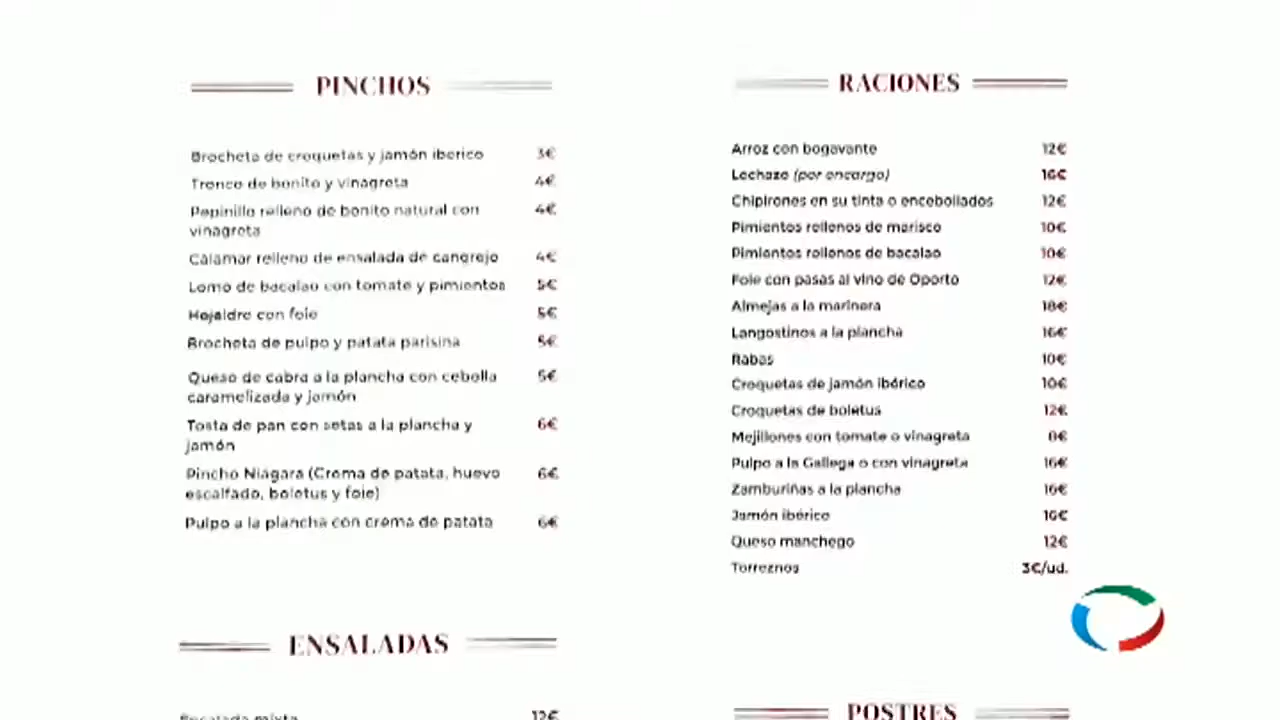 PINCHOS
Brocheta de croquetas y jamón iberico 3€
Tronco de bonito y vinagreta 4€
Pepinillo relleno de bonito natural con 4€
vinagreta
Calamar relleno de ensalada de cangrejo 4€
Lomo de bacalao con tomate y pimientos 5€
Hojaldre con foie 5€
Brocheta de pulpo y patata parisina 5€
Queso de cabra a la plancha con cebolla 5€
caramelizada y jamón
Tosta de pan con setas a la plancha y 6€
jamón
Pincho Niagara (Crema de patata, huevo 6€
escalfado, boletus y foie)
Pulpo a la plancha con crema de patata 6€
ENSALADAS
Ensalada mixta 12€
RACIONES
Arroz con bogavante 12€
Lechazo (por encargo) 16€
Chipirones en su tinta o encebollados 12€
Pimientos rellenos de marisco 10€
Pimientos rellenos de bacalao 10€
Foie con pasas al vino de Oporto 12€
Almejas a la marinera 18€
Langostinos a la plancha 16€
Rabas 10€
Croquetas de jamón ibérico 10€
Croquetas de boletus 12€
Mejillones con tomate o vinagreta 8€
Pulpo a la Gallega o con vinagreta 16€
Zamburiñas a la plancha 16€
Jamón ibérico 16€
Queso manchego 12€
Torreznos 3€/ud.
POSTRES